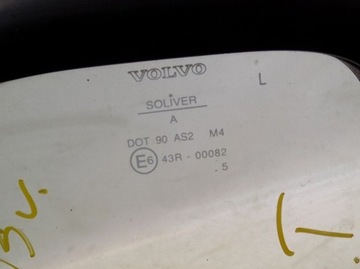 VOLVO
L
SOLIVER
A
DOT 90 AS2 M4
E6 43R - 00082
.5